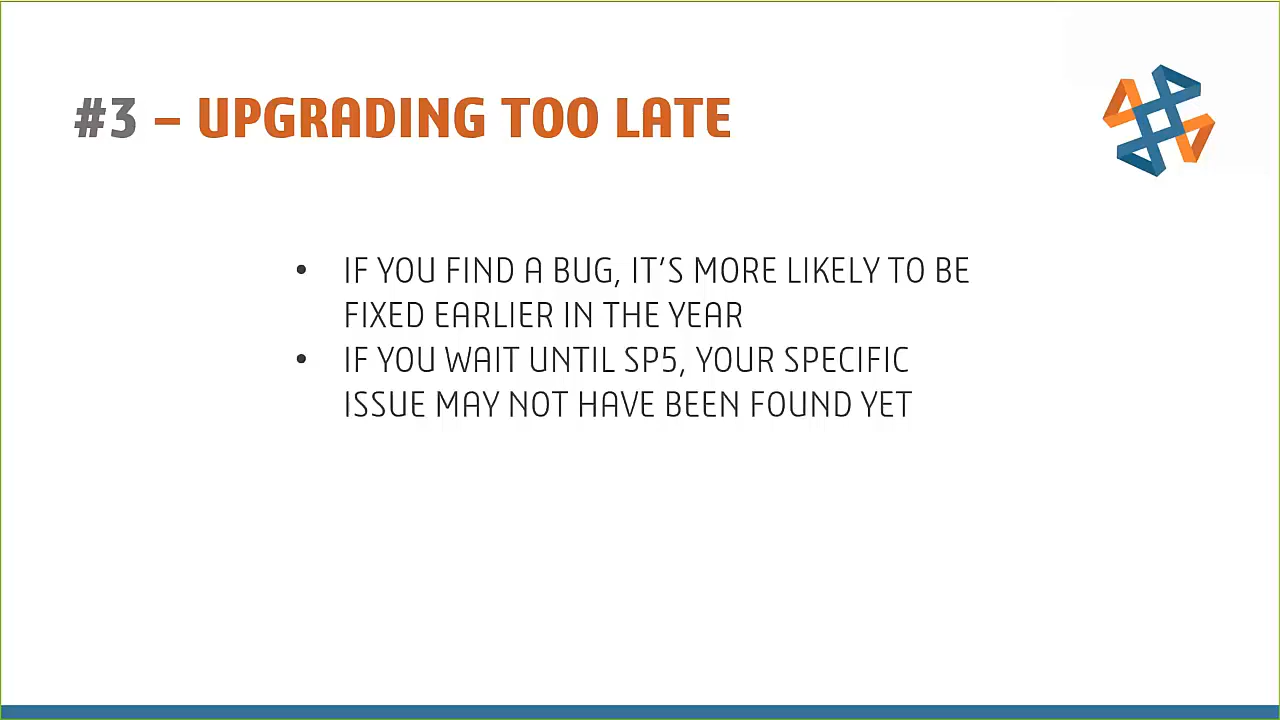 #3 – UPGRADING TOO LATE
• IF YOU FIND A BUG, IT'S MORE LIKELY TO BE
FIXED EARLIER IN THE YEAR
• IF YOU WAIT UNTIL SP5, YOUR SPECIFIC
ISSUE MAY NOT HAVE BEEN FOUND YET